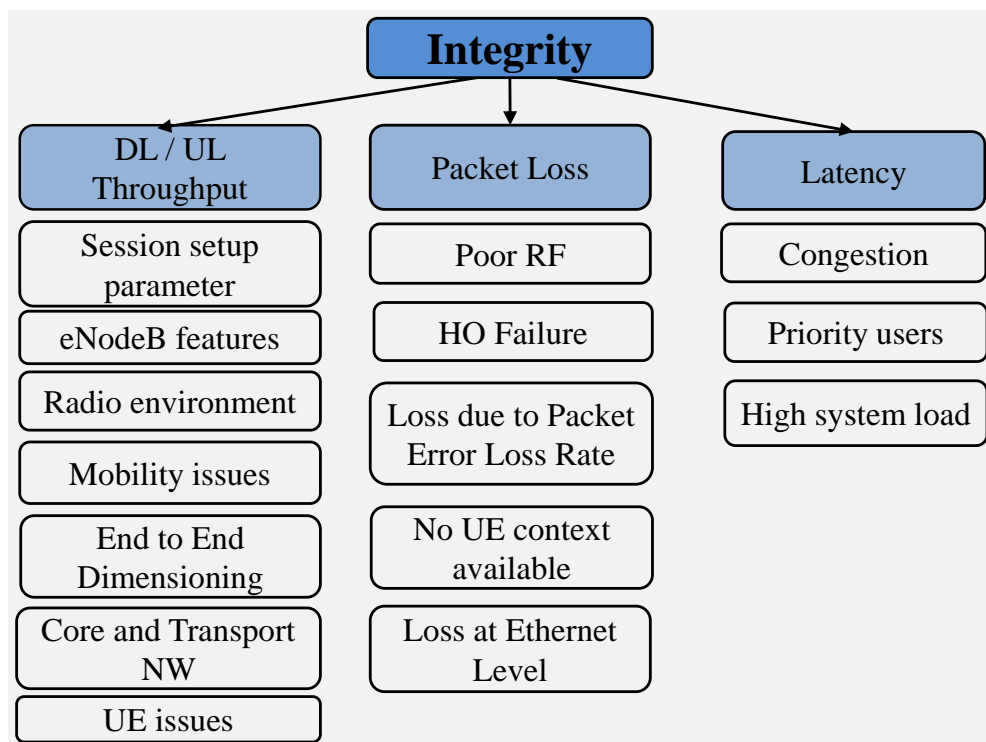 Integrity
DL / UL
Throughput
Session setup
parameter
eNodeB features
Radio environment
Mobility issues
End to End
Dimensioning
Core and Transport
NW
UE issues
Packet Loss
Poor RF
HO Failure
Loss due to Packet
Error Loss Rate
No UE context
available
Loss at Ethernet
Level
Latency
Congestion
Priority users
High system load